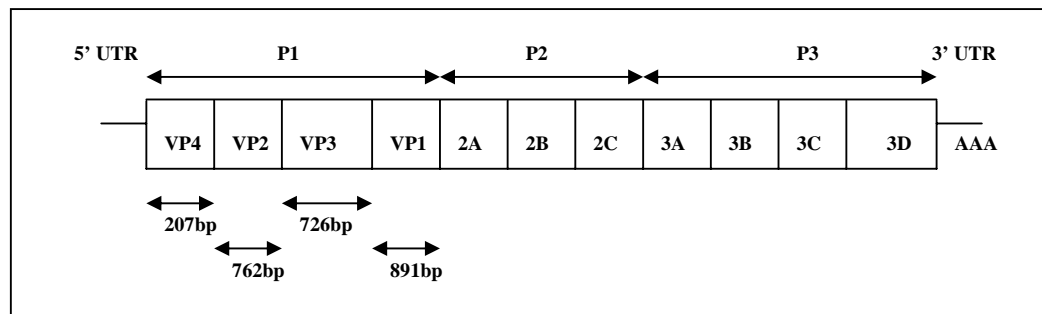 5’ UTR P1 P2 P3 3’ UTR
VP4 VP2 VP3 VP1 2A 2B 2C 3A 3B 3C 3D AAA
207bp 726bp
762bp 891bp